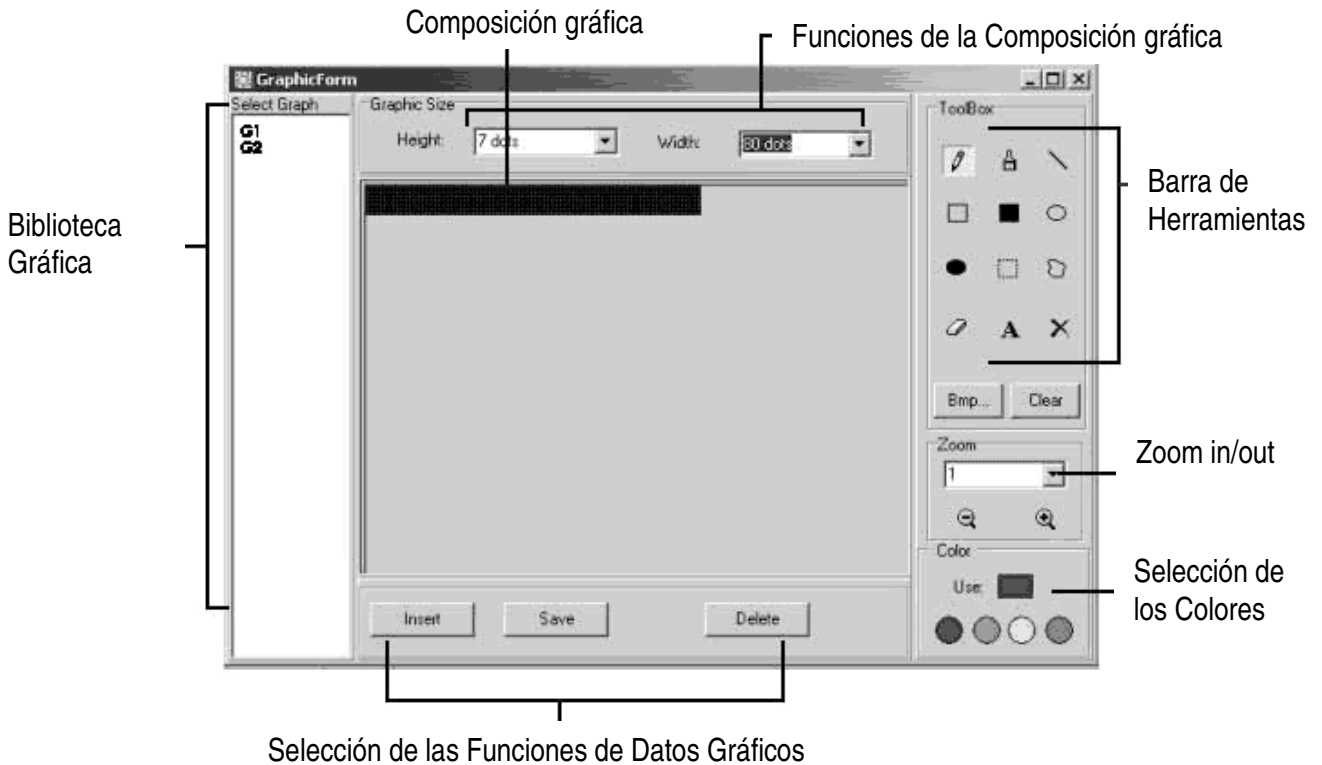 Composición gráfica
Funciones de la Composición gráfica
GraphicForm
Select Graph
G1
G2
Graphic Size
Height:
7 dots
Width:
80 dots
ToolBox
Barra de
Herramientas
Biblioteca
Gráfica
A
Bmp...
Clear
Zoom
1
Zoom in/out
Color
Use:
Selección de
los Colores
Insert
Save
Delete
Selección de las Funciones de Datos Gráficos